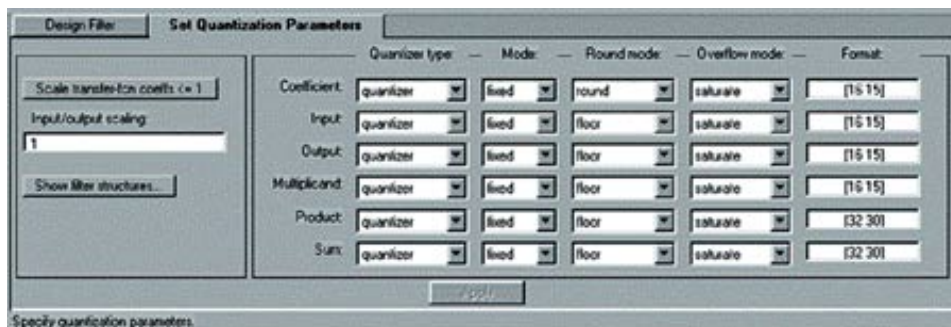 Design Filter Set Quantization Parameters
Quantizer type: Mode: Round mode: Overflow mode: Format:
Scale transfer-fcn coeffs <= 1
Input/output scaling:
1
Show filter structures...
Coefficient: quantizer fixed round saturate [16 15]
Input: quantizer fixed floor saturate [16 15]
Output: quantizer fixed floor saturate [16 15]
Multiplicand: quantizer fixed floor saturate [16 15]
Product: quantizer fixed floor saturate [32 30]
Sum: quantizer fixed floor saturate [32 30]
Apply
Specify quantization parameters.